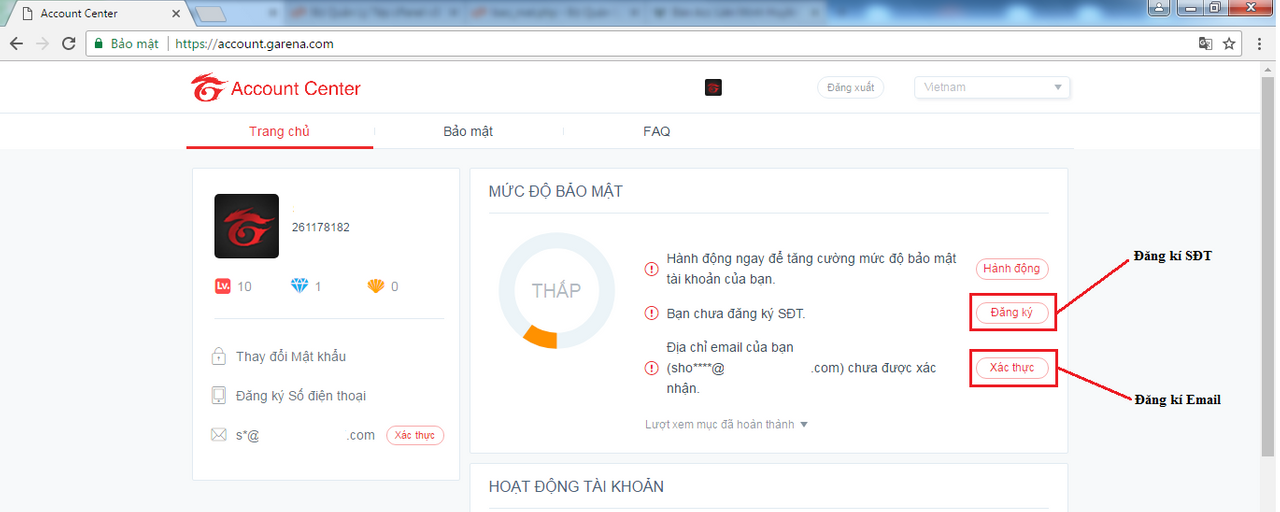 Account Center
Bảo mật
https://account.garena.com
Account Center
Đăng xuất
Vietnam
Trang chủ
Bảo mật
FAQ
261178182
Lv. 10
1
0
Thay đổi Mật khẩu
Đăng ký Số điện thoại
s*@ .com
Xác thực
MỨC ĐỘ BẢO MẬT
THẤP
Hành động ngay để tăng cường mức độ bảo mật
tài khoản của bạn.
Hành động
Bạn chưa đăng ký SĐT.
Đăng ký
Địa chỉ email của bạn
(sho****@ .com) chưa được xác
nhận.
Xác thực
Lượt xem mục đã hoàn thành
HOẠT ĐỘNG TÀI KHOẢN
Đăng kí SĐT
Đăng kí Email